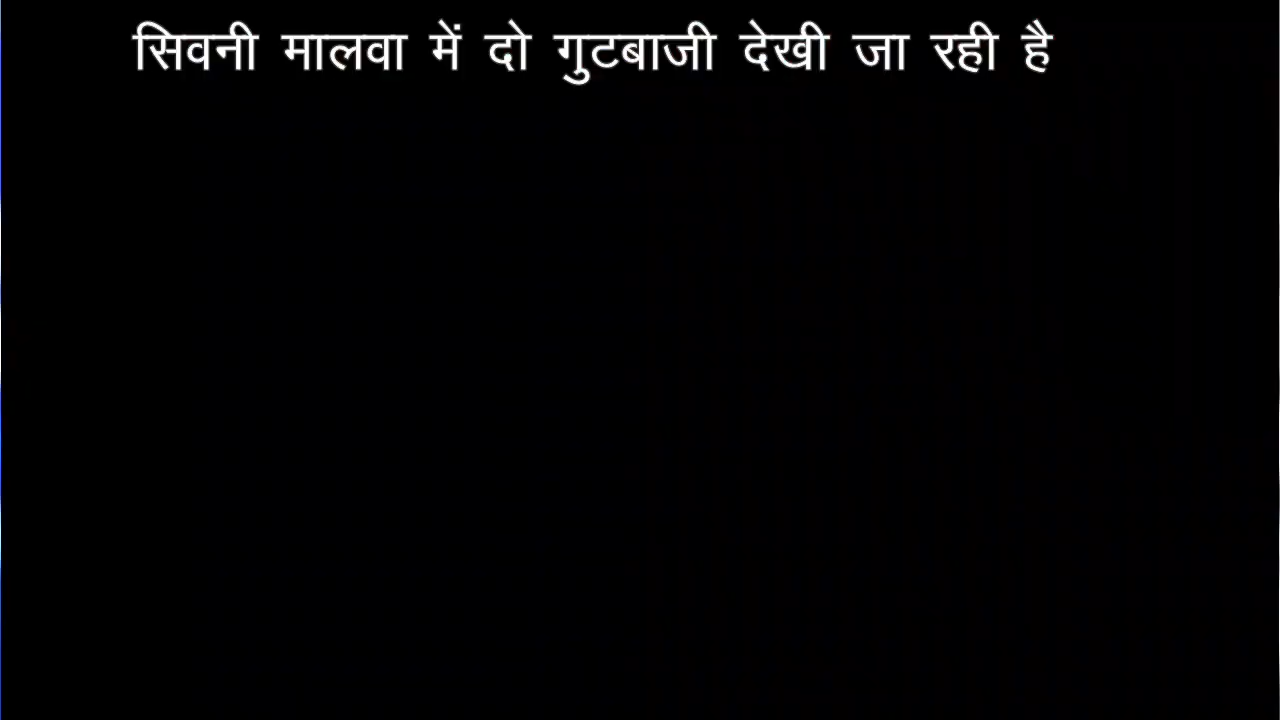 सिवनी मालवा में दो गुटबाजी देखी जा रही है